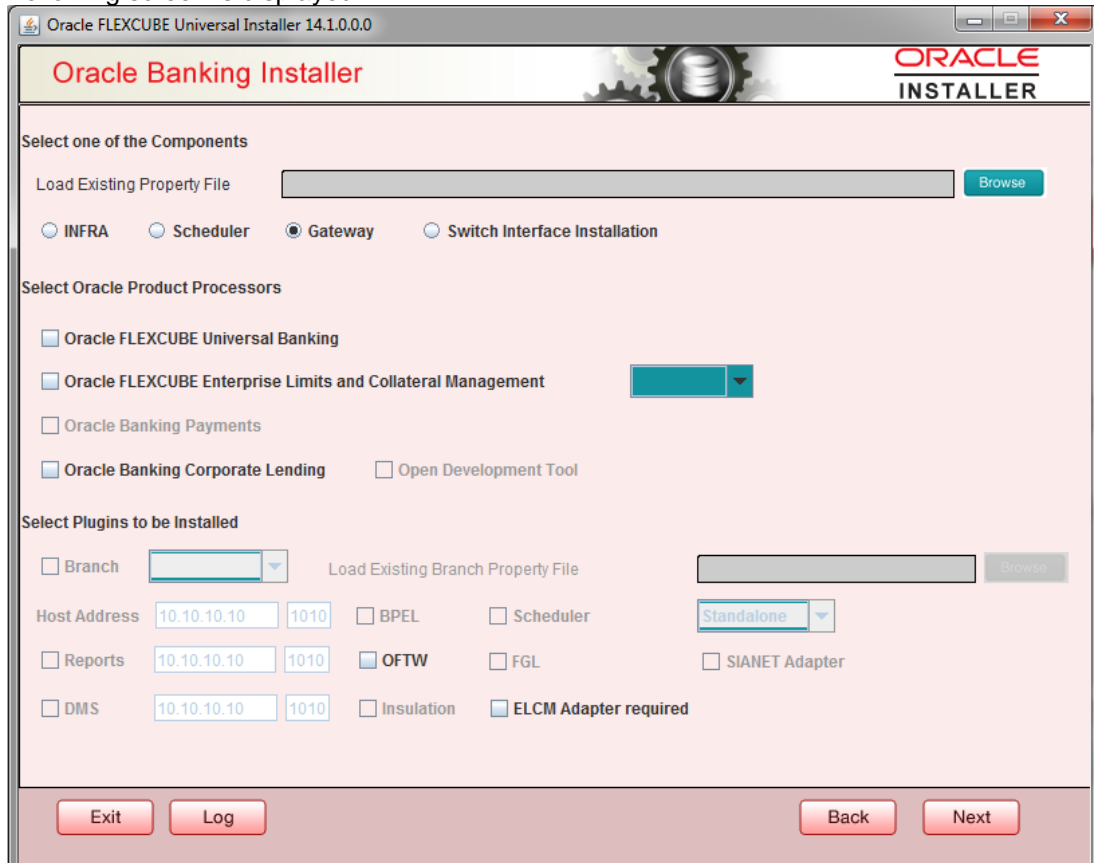 Oracle FLEXCUBE Universal Installer 14.1.0.0.0
Oracle Banking Installer
ORACLE
INSTALLER
Select one of the Components
Load Existing Property File Browse
INFRA Scheduler Gateway Switch Interface Installation
Select Oracle Product Processors
Oracle FLEXCUBE Universal Banking
Oracle FLEXCUBE Enterprise Limits and Collateral Management
Oracle Banking Payments
Oracle Banking Corporate Lending Open Development Tool
Select Plugins to be Installed
Branch Load Existing Branch Property File Browse
Host Address 10.10.10.10 1010 BPEL Scheduler Standalone
Reports 10.10.10.10 1010 OFTW FGL SIANET Adapter
DMS 10.10.10.10 1010 Insulation ELCM Adapter required
Exit Log Back Next